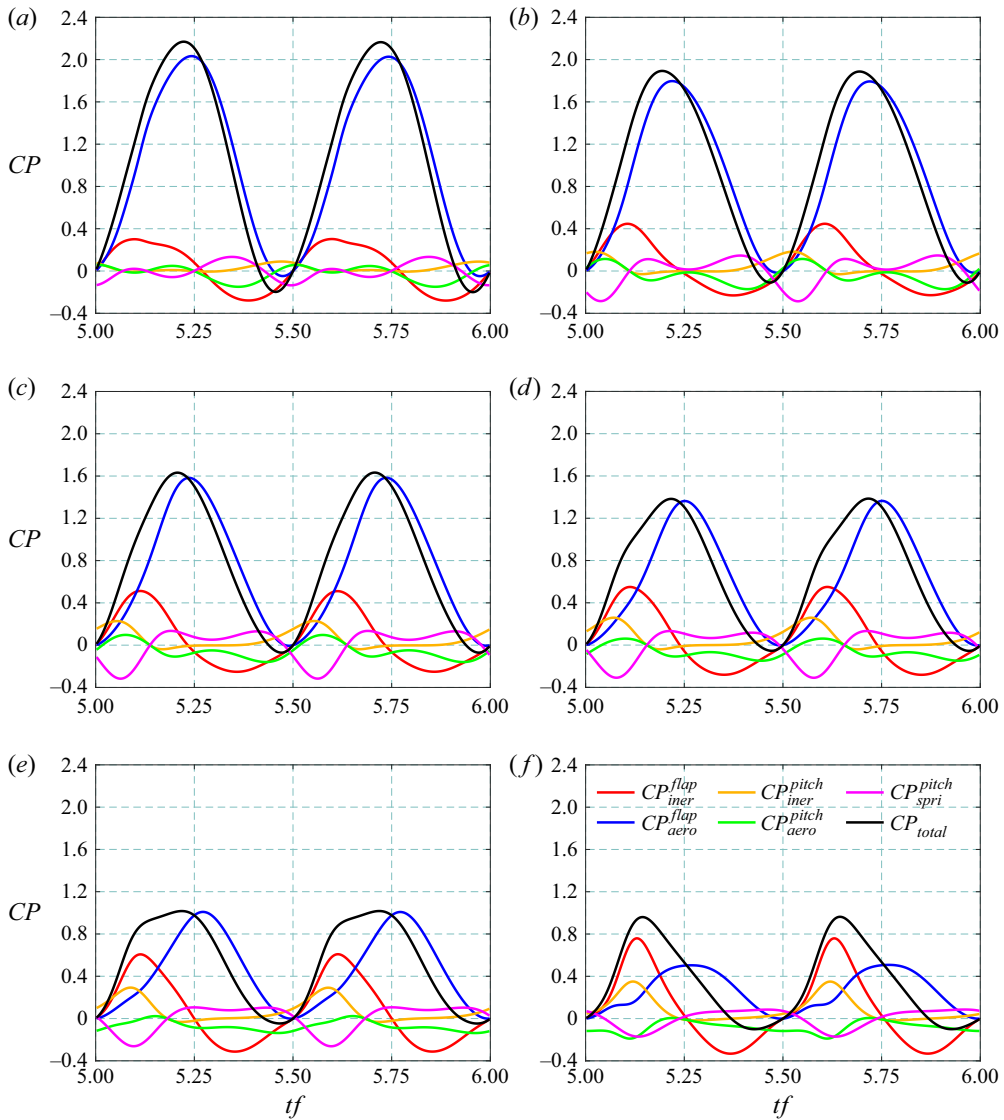 (a) (b)
2.4 2.4
2.0 2.0
1.6 1.6
CP 1.2 1.2
0.8 0.8
0.4 0.4
0 0
–0.4 –0.4
5.00 5.25 5.50 5.75 6.00 5.00 5.25 5.50 5.75 6.00
(c) (d)
2.4 2.4
2.0 2.0
1.6 1.6
CP 1.2 1.2
0.8 0.8
0.4 0.4
0 0
–0.4 –0.4
5.00 5.25 5.50 5.75 6.00 5.00 5.25 5.50 5.75 6.00
(e) (f)
2.4 2.4
CP^{flap}_{iner} CP^{pitch}_{iner} CP^{pitch}_{spri}
2.0 2.0
CP^{flap}_{aero} CP^{pitch}_{aero} CP_{total}
1.6 1.6
CP 1.2 1.2
0.8 0.8
0.4 0.4
0 0
–0.4 –0.4
5.00 5.25 5.50 5.75 6.00 5.00 5.25 5.50 5.75 6.00
tf tf